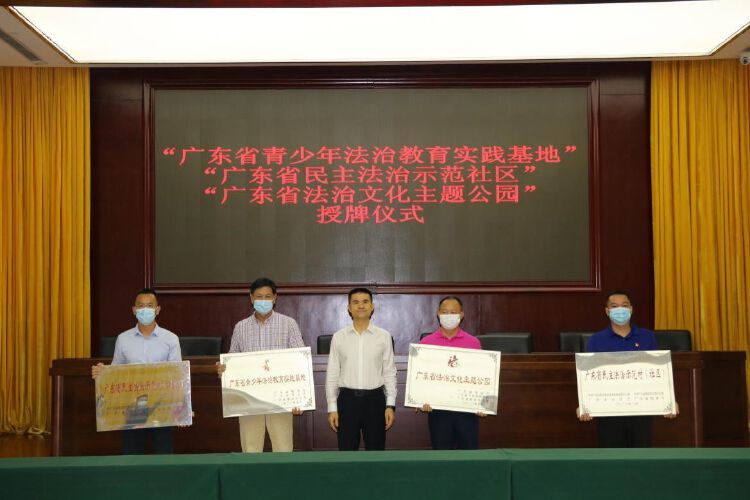 “广东省青少年法治教育实践基地”
“广东省民主法治示范社区”
“广东省法治文化主题公园”
授牌仪式
广东省青少年法治教育实践基地
广东省法治文化主题公园
广东省民主法治示范村（社区）